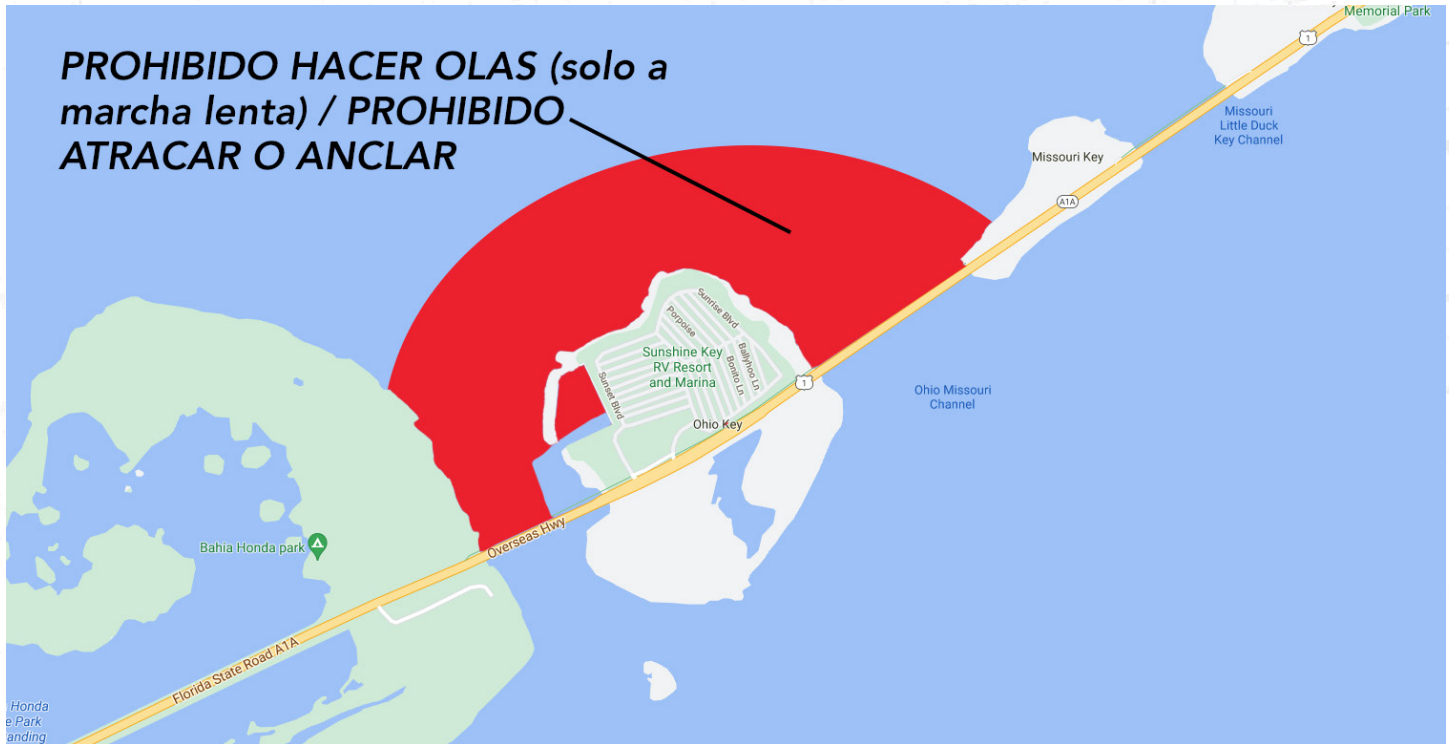 PROHIBIDO HACER OLAS (solo a
marcha lenta) / PROHIBIDO
ATRACAR O ANCLAR
Memorial Park
1
Missouri
Little Duck
Key Channel
Missouri Key
A1A
Sunrise Blvd
Porpoise
Sunshine Key
RV Resort
and Marina
Ballyhoo Ln
Bonito Ln
Sunset Blvd
1
Ohio Missouri
Channel
Ohio Key
Overseas Hwy
Bahia Honda park
Florida State Road A1A
Honda
Park